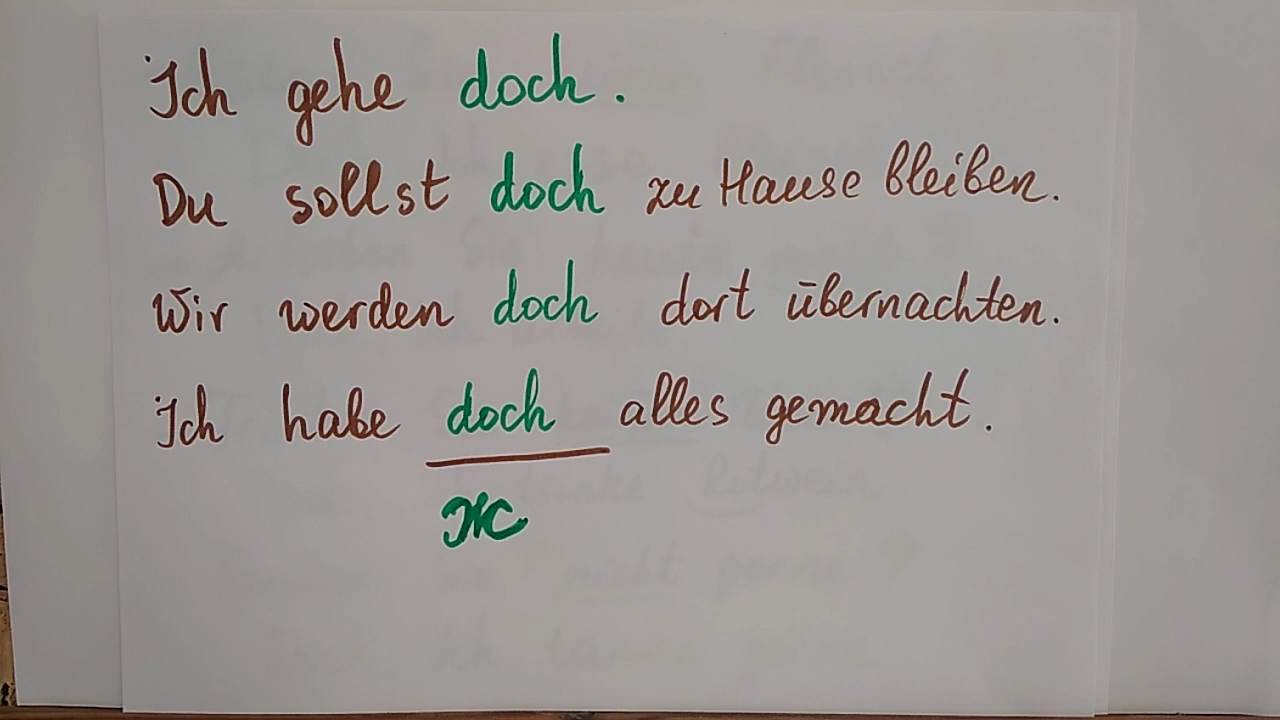 Ich gehe doch.
Du sollst doch zu Hause bleiben.
Wir werden doch dort übernachten.
Ich habe doch alles gemacht.
же